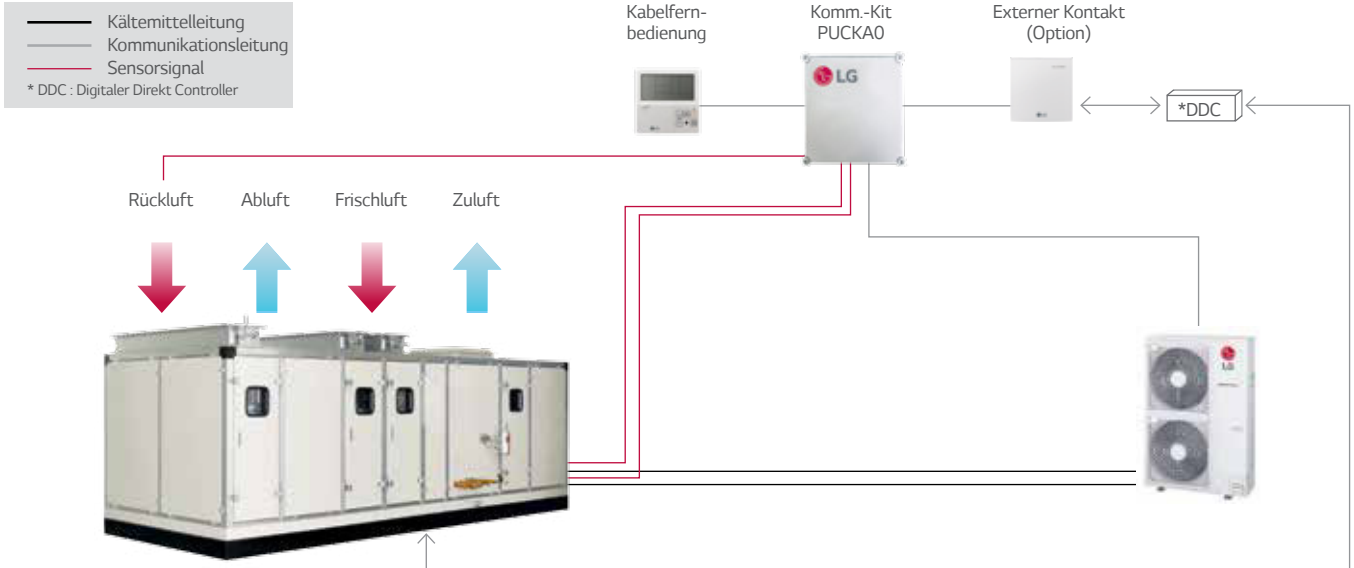 Kältemittelleitung
Kommunikationsleitung
Sensorsignal
* DDC : Digitaler Direkt Controller
Kabelfern-
bedienung
Komm.-Kit
PUCKA0
Externer Kontakt
(Option)
LG
*DDC
Rückluft
Abluft
Frischluft
Zuluft
LG